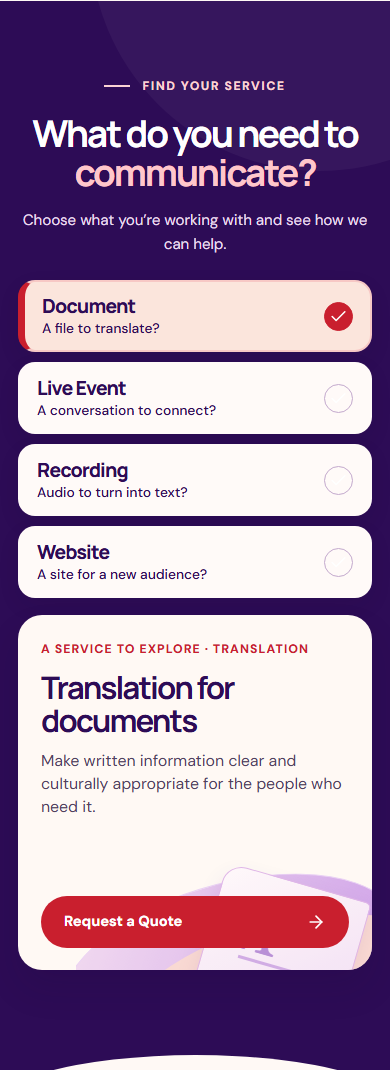 FIND YOUR SERVICE
What do you need to
communicate?
Choose what you’re working with and see how we
can help.
Document
A file to translate?
Live Event
A conversation to connect?
Recording
Audio to turn into text?
Website
A site for a new audience?
A SERVICE TO EXPLORE · TRANSLATION
Translation for
documents
Make written information clear and
culturally appropriate for the people who
need it.
Request a Quote